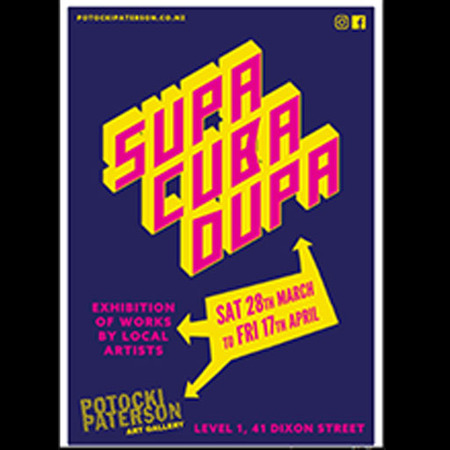 POTOCKIPATERSON.CO.NZ
SUPA
CUBA
DUPA
SAT 28TH MARCH
TO FRI 17TH APRIL
EXHIBITION
OF WORKS
BY LOCAL
ARTISTS
POTOCKI
PATERSON
ART GALLERY
LEVEL 1, 41 DIXON STREET